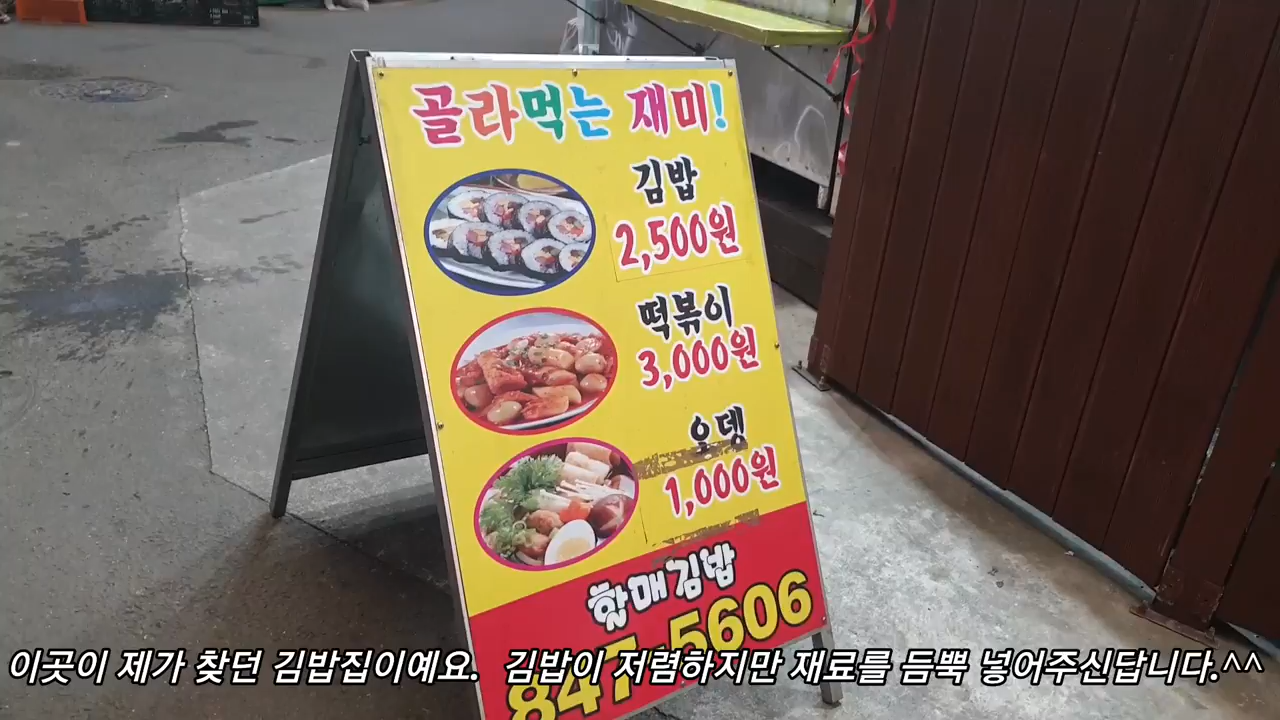 골라먹는 재미!
김밥
2,500원
떡볶이
3,000원
오뎅
1,000원
할매김밥
847-5606
이곳이 제가 찾던 김밥집이예요. 김밥이 저렴하지만 재료를 듬뿍 넣어주신답니다.^^